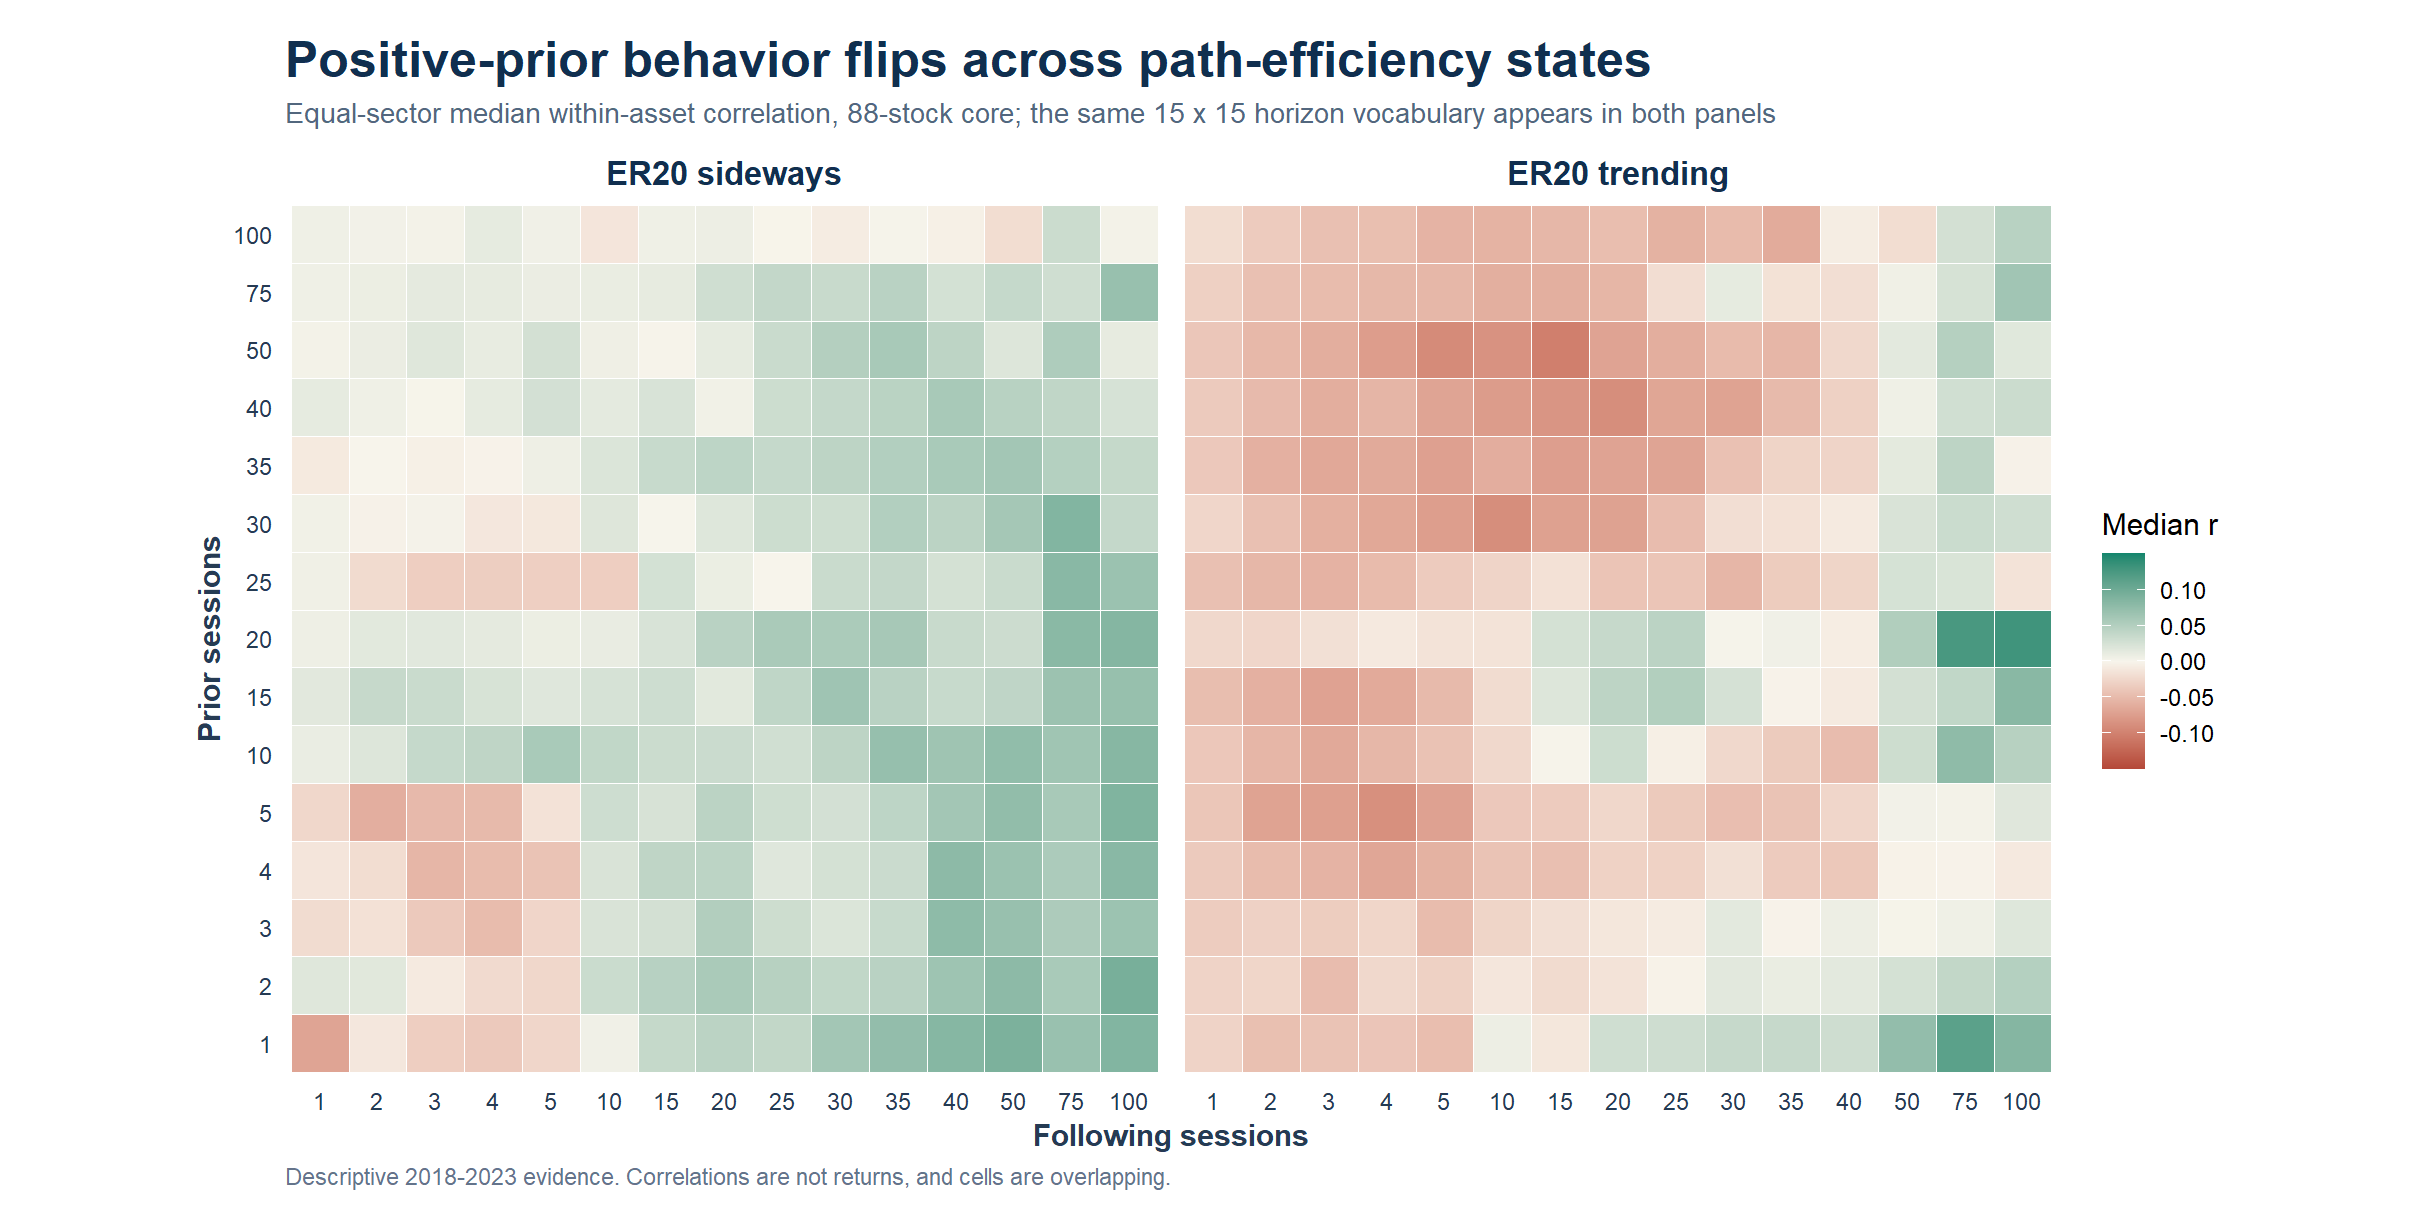 Positive-prior behavior flips across path-efficiency states
Equal-sector median within-asset correlation, 88-stock core; the same 15 x 15 horizon vocabulary appears in both panels
ER20 sideways
ER20 trending
Prior sessions
100
75
50
40
35
30
25
20
15
10
5
4
3
2
1
1 2 3 4 5 10 15 20 25 30 35 40 50 75 100
1 2 3 4 5 10 15 20 25 30 35 40 50 75 100
Following sessions
Median r
0.10
0.05
0.00
-0.05
-0.10
Descriptive 2018-2023 evidence. Correlations are not returns, and cells are overlapping.